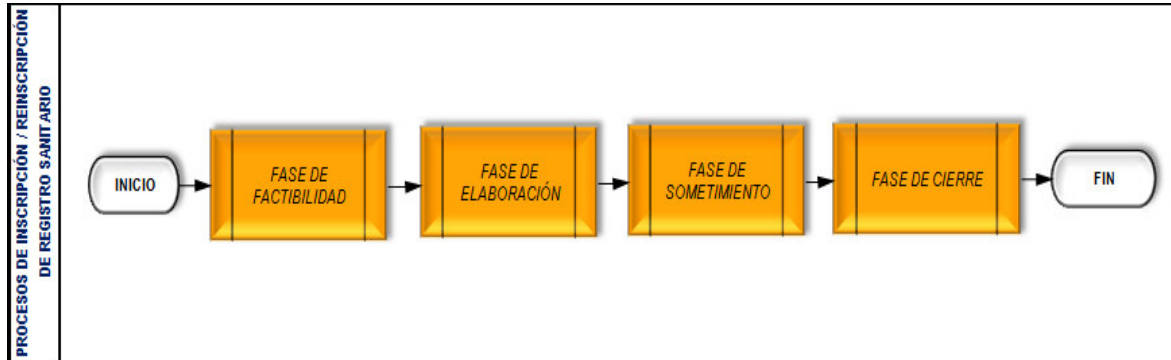 PROCESOS DE INSCRIPCIÓN / REINSCRIPCIÓN
DE REGISTRO SANITARIO
INICIO
FASE DE
FACTIBILIDAD
FASE DE
ELABORACIÓN
FASE DE
SOMETIMIENTO
FASE DE CIERRE
FIN